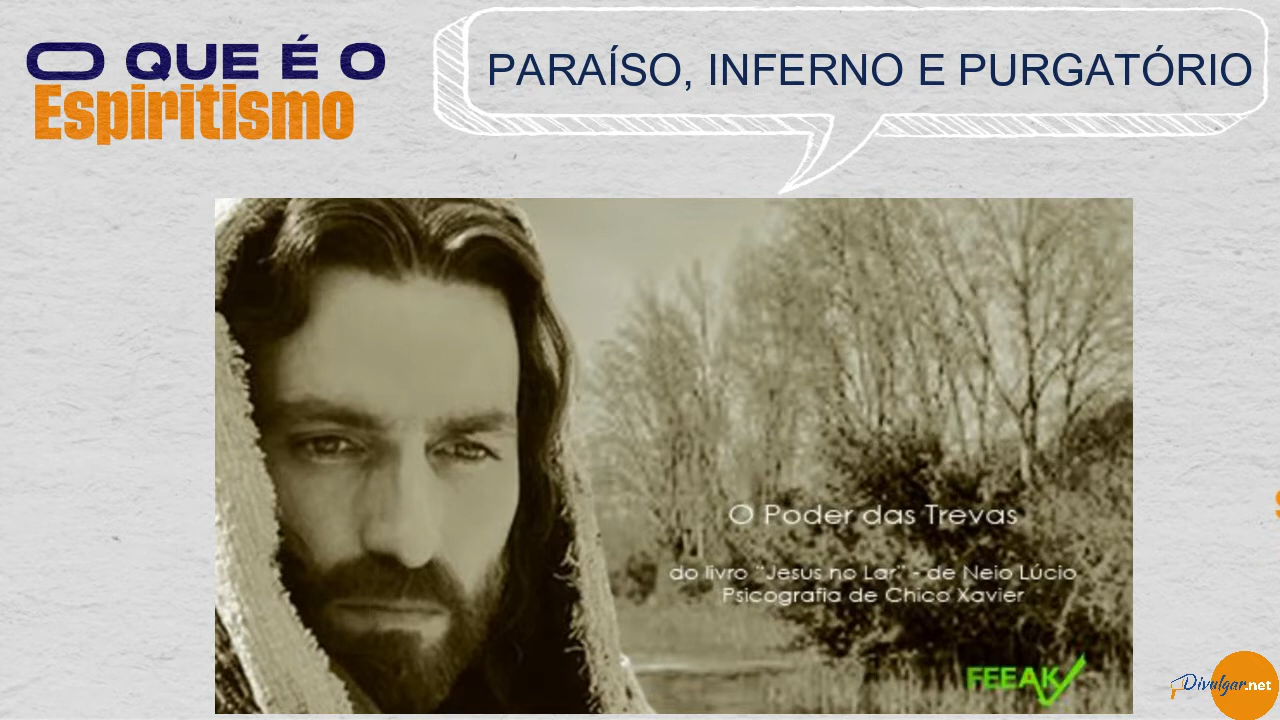 O QUE É O
Espiritismo
PARAÍSO, INFERNO E PURGATÓRIO
O Poder das Trevas
do livro "Jesus no Lar" - de Neio Lúcio
Psicografia de Chico Xavier
FEEAK
Divulgar.net